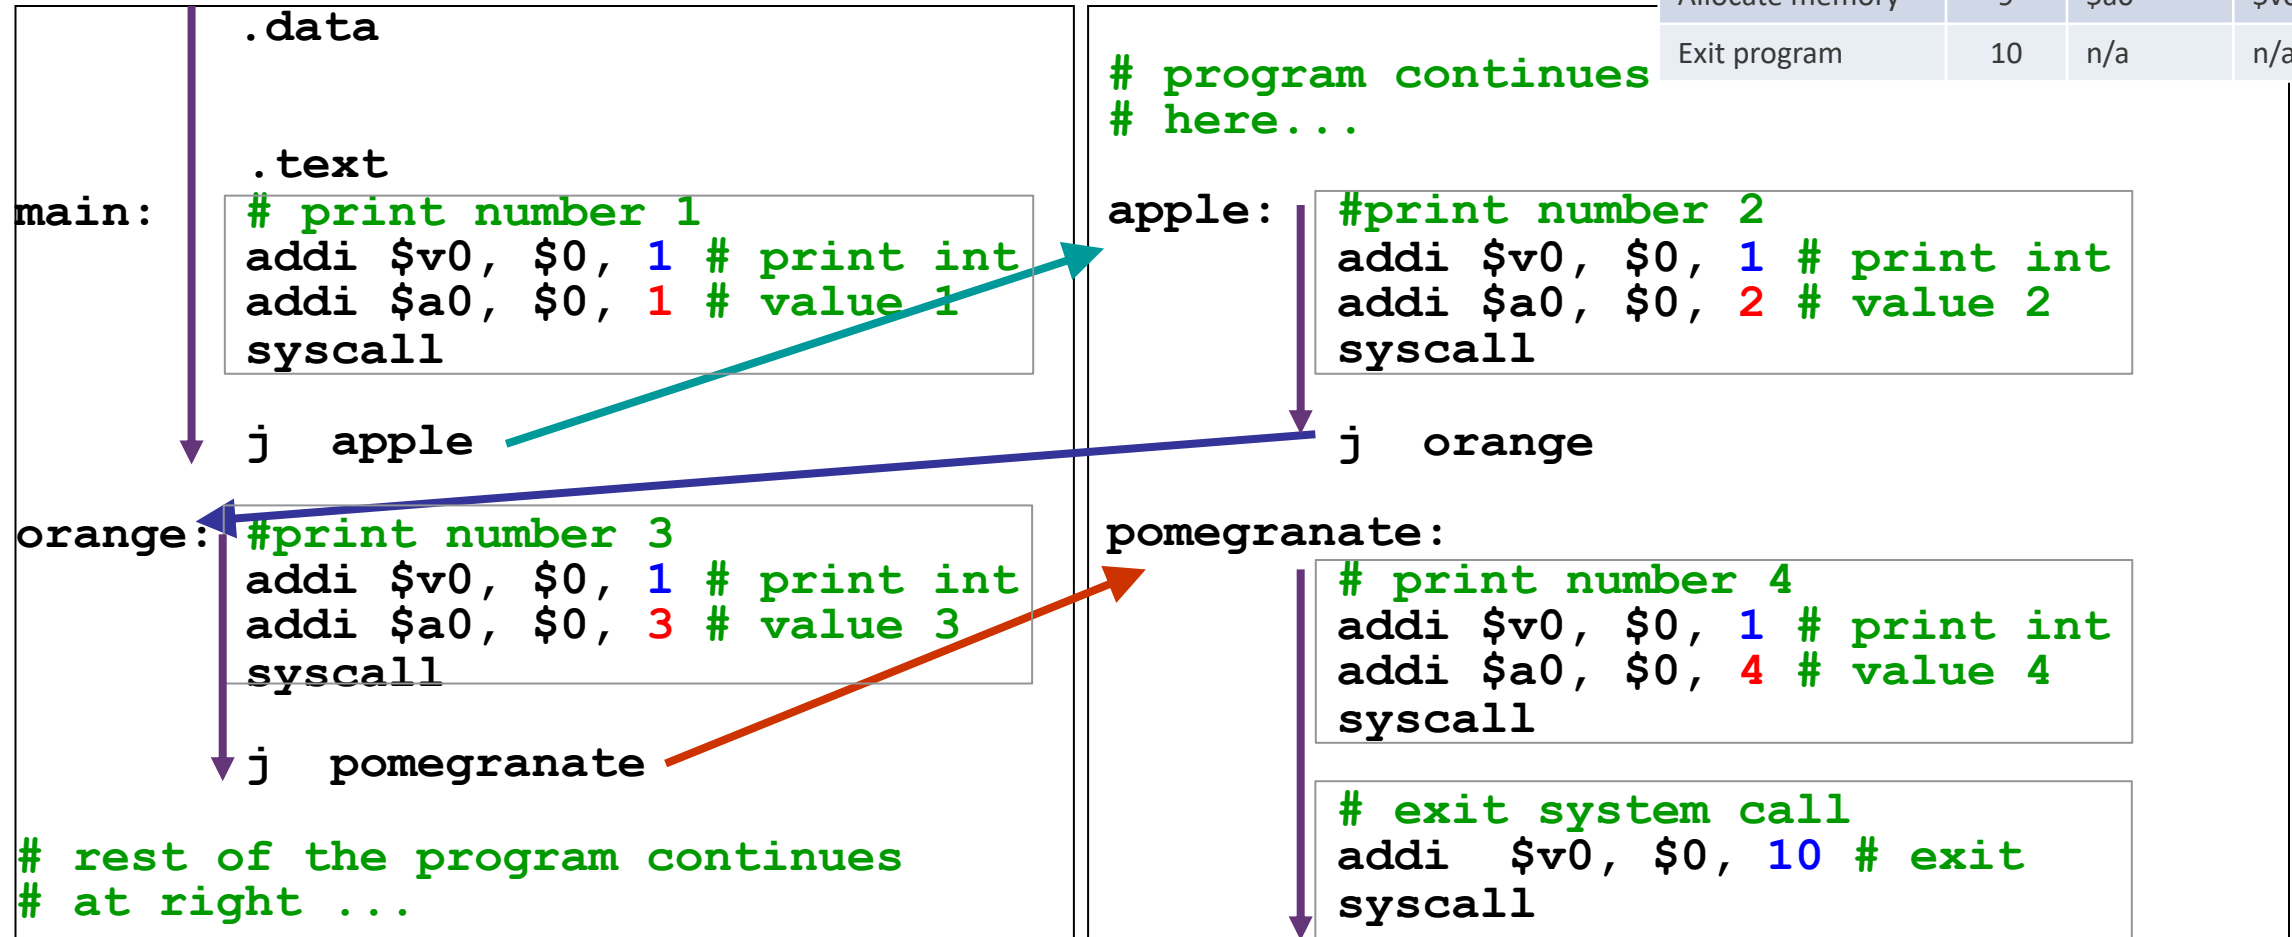 .data
.text
main: # print number 1
addi $v0, $0, 1 # print int
addi $a0, $0, 1 # value 1
syscall
j apple
orange: #print number 3
addi $v0, $0, 1 # print int
addi $a0, $0, 3 # value 3
syscall
j pomegranate
# rest of the program continues
# at right ...
Exit program 10 n/a n/a
# program continues
# here...
apple: #print number 2
addi $v0, $0, 1 # print int
addi $a0, $0, 2 # value 2
syscall
j orange
pomegranate:
# print number 4
addi $v0, $0, 1 # print int
addi $a0, $0, 4 # value 4
syscall
# exit system call
addi $v0, $0, 10 # exit
syscall